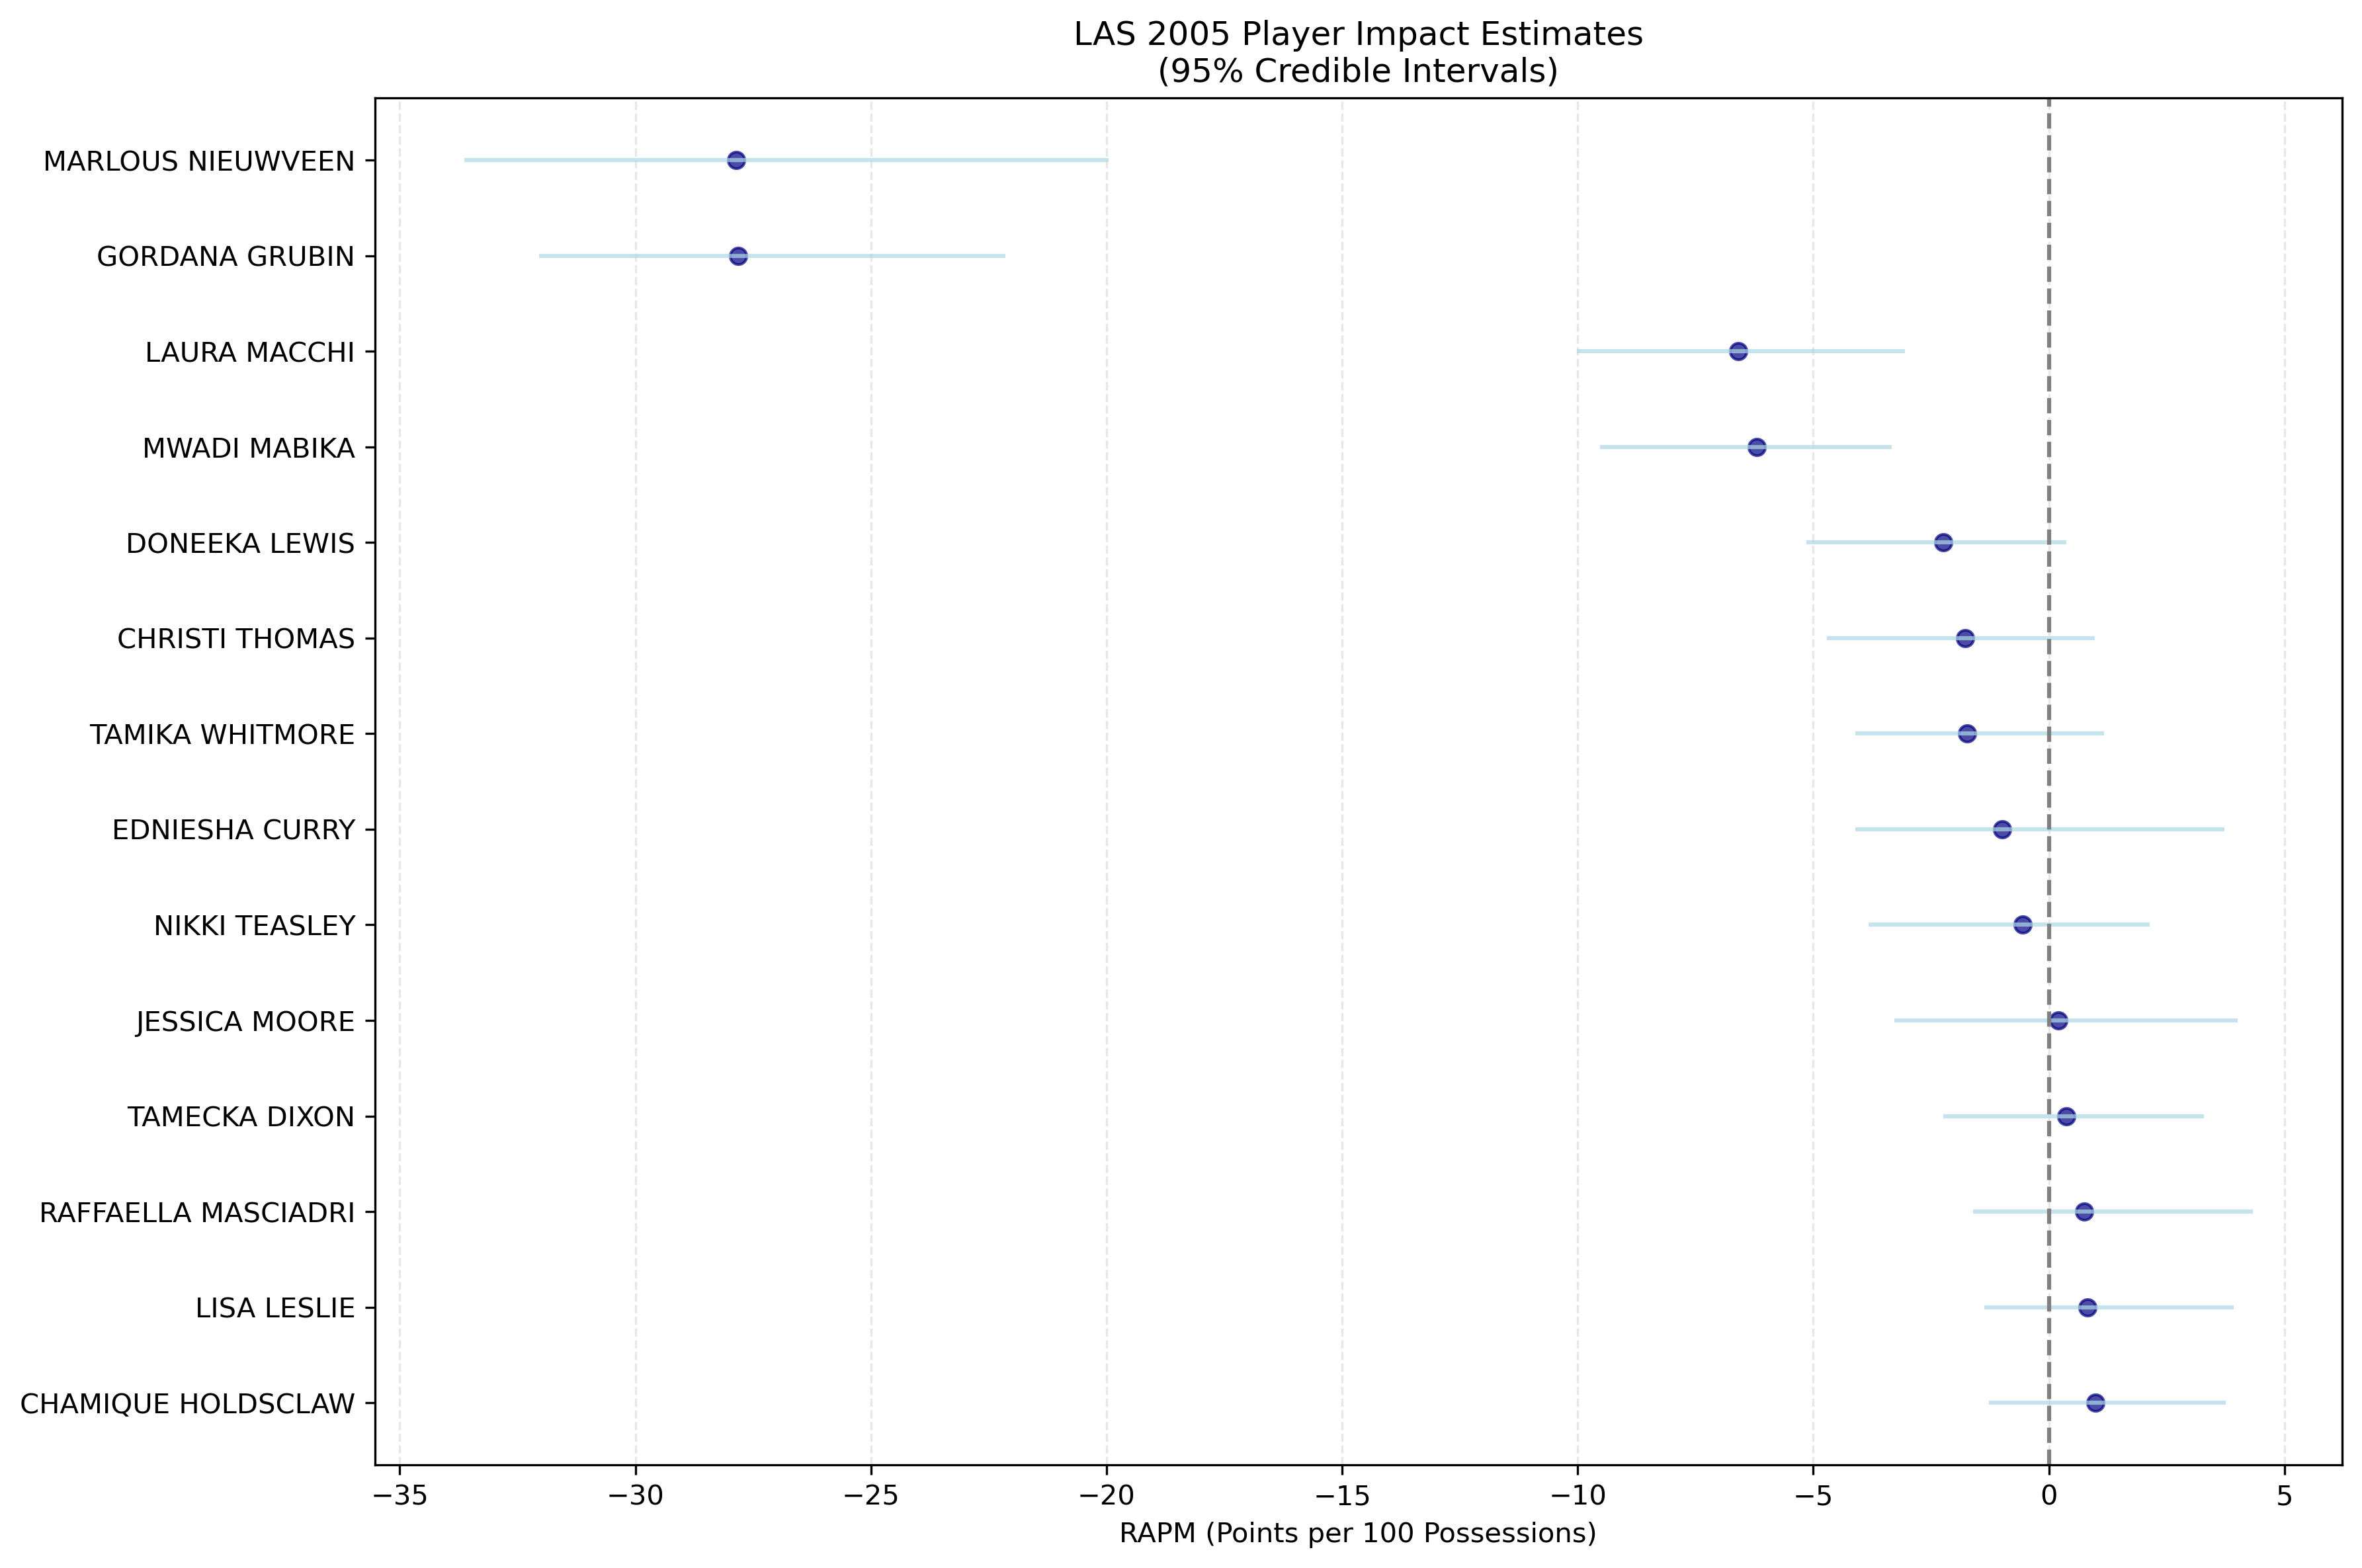 LAS 2005 Player Impact Estimates
(95% Credible Intervals)
MARLOUS NIEUWVEEN
GORDANA GRUBIN
LAURA MACCHI
MWADI MABIKA
DONEEKA LEWIS
CHRISTI THOMAS
TAMIKA WHITMORE
EDNIESHA CURRY
NIKKI TEASLEY
JESSICA MOORE
TAMECKA DIXON
RAFFAELLA MASCIADRI
LISA LESLIE
CHAMIQUE HOLDSCLAW
−35 −30 −25 −20 −15 −10 −5 0 5
RAPM (Points per 100 Possessions)